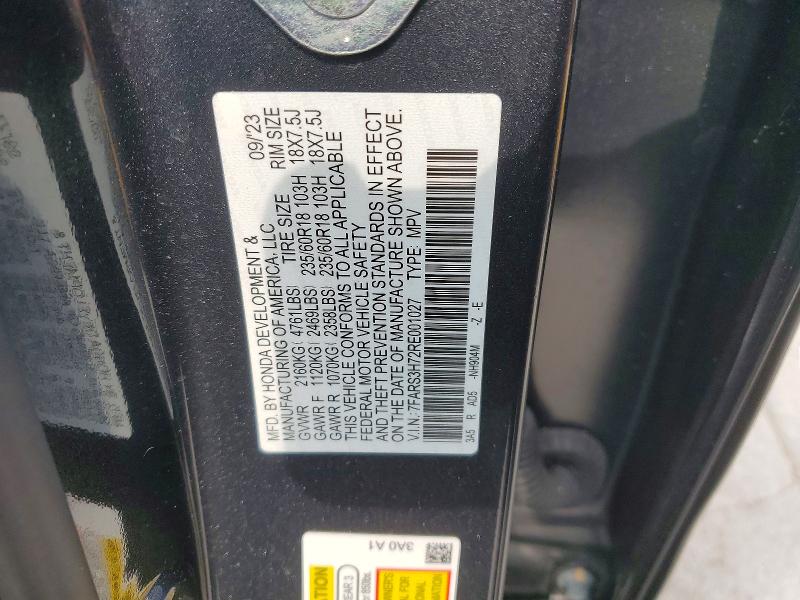 MFD. BY HONDA DEVELOPMENT & 09/'23
MANUFACTURING OF AMERICA, LLC
TIRE SIZE RIM SIZE
GVWR 2160KG( 4761LBS) 235/60R18 103H 18X7.5J
GAWR F 1120KG( 2469LBS) 235/60R18 103H 18X7.5J
GAWR R 1070KG( 2358LBS)
THIS VEHICLE CONFORMS TO ALL APPLICABLE
FEDERAL MOTOR VEHICLE SAFETY
AND THEFT PREVENTION STANDARDS IN EFFECT
ON THE DATE OF MANUFACTURE SHOWN ABOVE.
V.I.N.:7FARS3H72RE001027 TYPE: MPV
3A5 R AD5 -NH904M -Z -E
3A0 A1